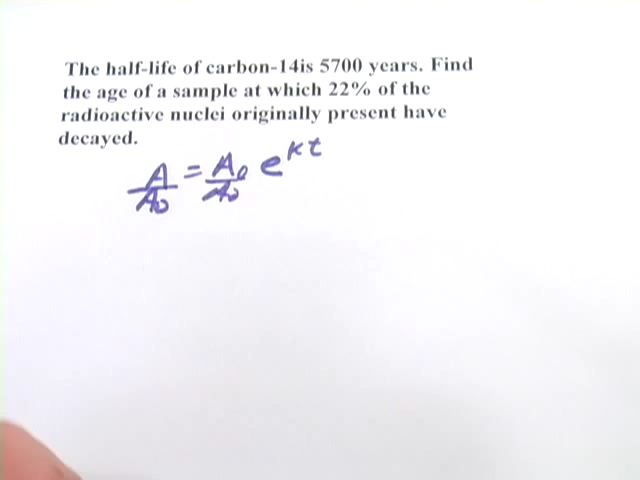 The half-life of carbon-14is 5700 years. Find
the age of a sample at which 22% of the
radioactive nuclei originally present have
decayed.
A/A₀ = A₀/A₀ e^{kt}